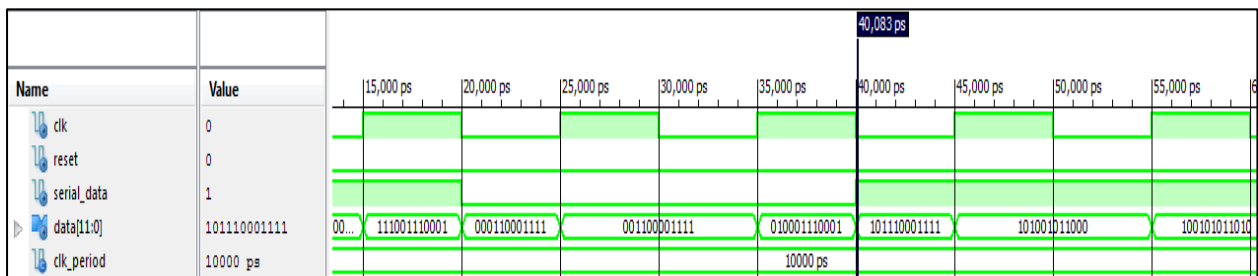 40,083 ps
Name Value 15,000 ps 20,000 ps 25,000 ps 30,000 ps 35,000 ps 40,000 ps 45,000 ps 50,000 ps 55,000 ps 6
clk 0
reset 0
serial_data 1
data[11:0] 101110001111 00... 111001110001 000110001111 001100001111 010001110001 101110001111 101001011000 100101011010
clk_period 10000 ps 10000 ps